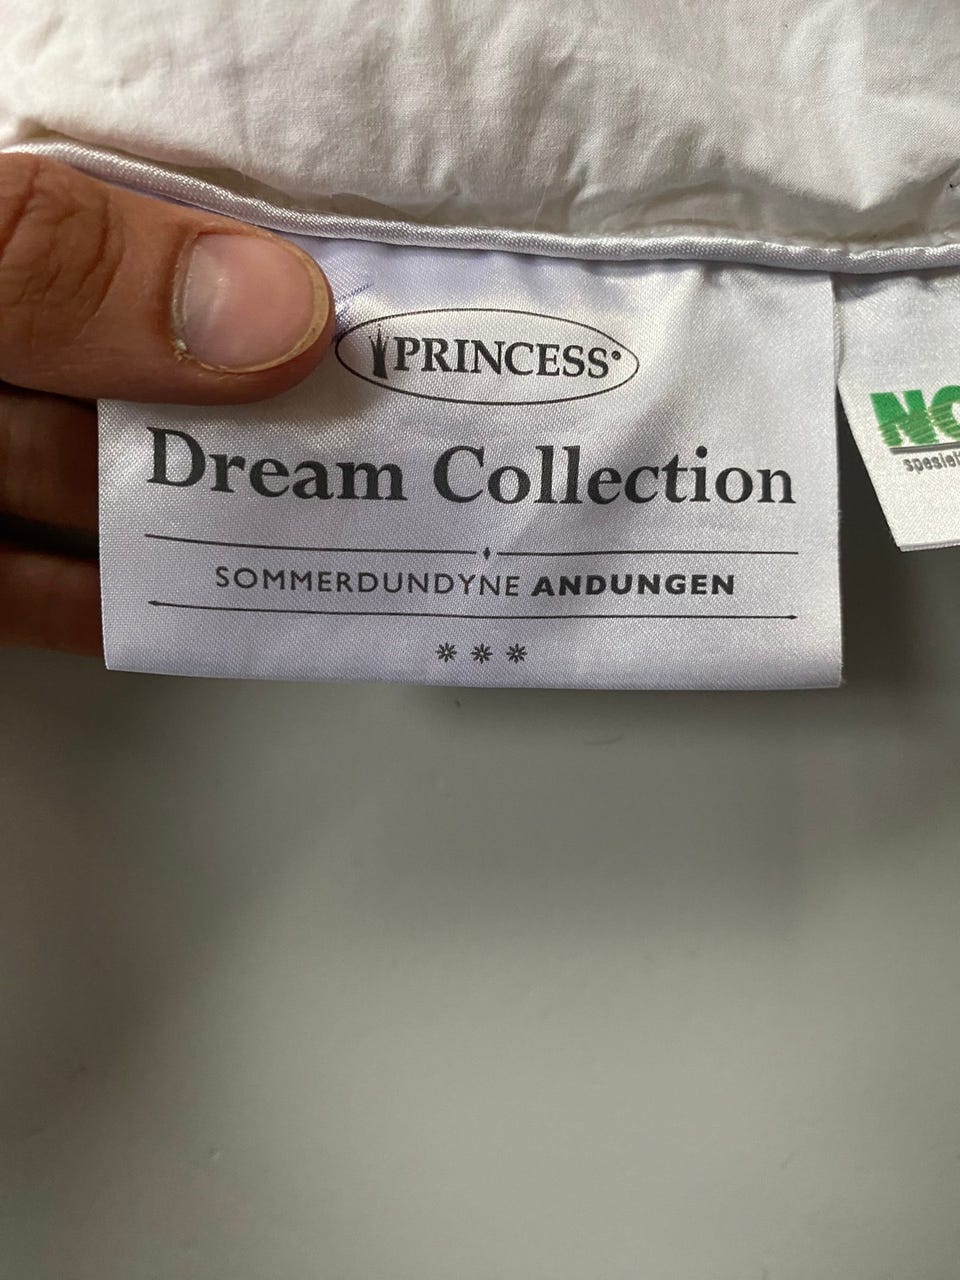 PRINCESS®
Dream Collection
SOMMERDUNDYNE ANDUNGEN
***